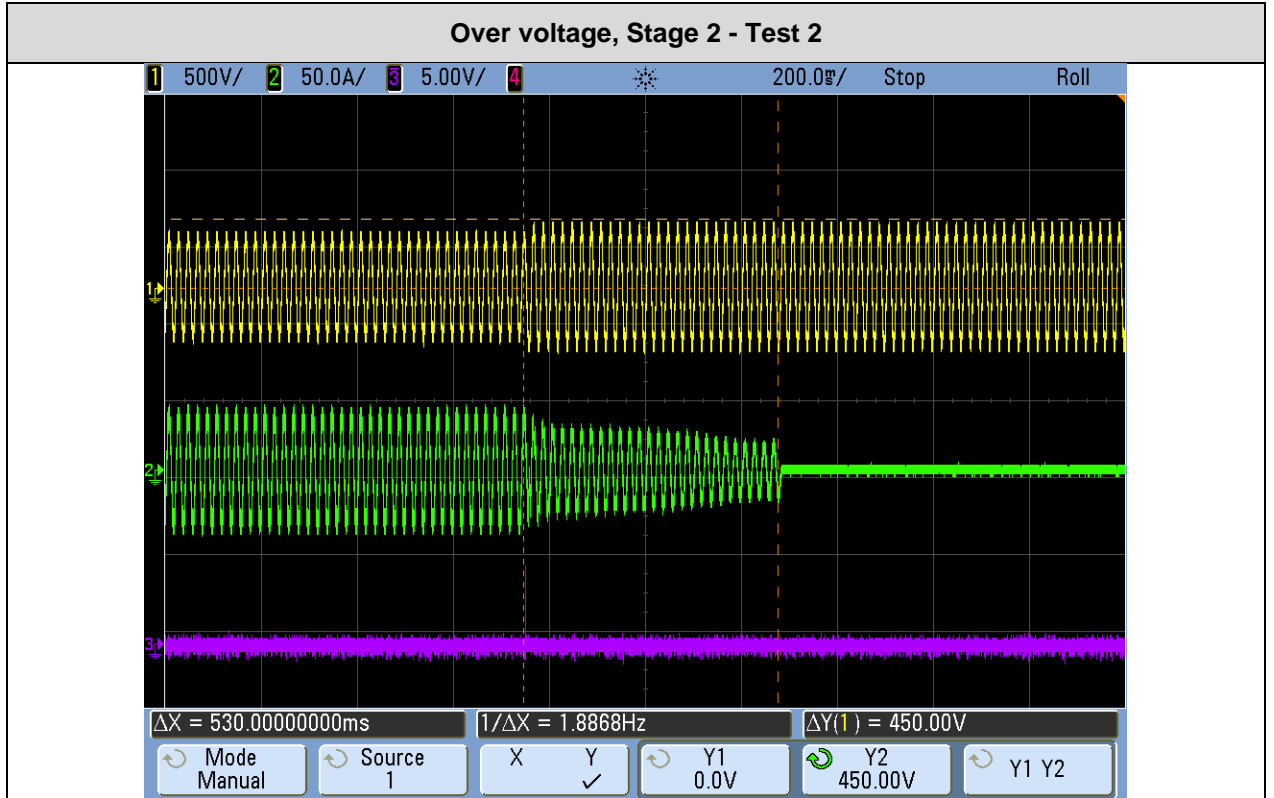 Over voltage, Stage 2 - Test 2
1 500V/ 2 50.0A/ 3 5.00V/ 4 200.0ms/ Stop Roll
1
2
3
ΔX = 530.00000000ms 1/ΔX = 1.8868Hz ΔY(1) = 450.00V
Mode Source X Y Y1 Y2 Y1 Y2
Manual 1 ✓ 0.0V 450.00V